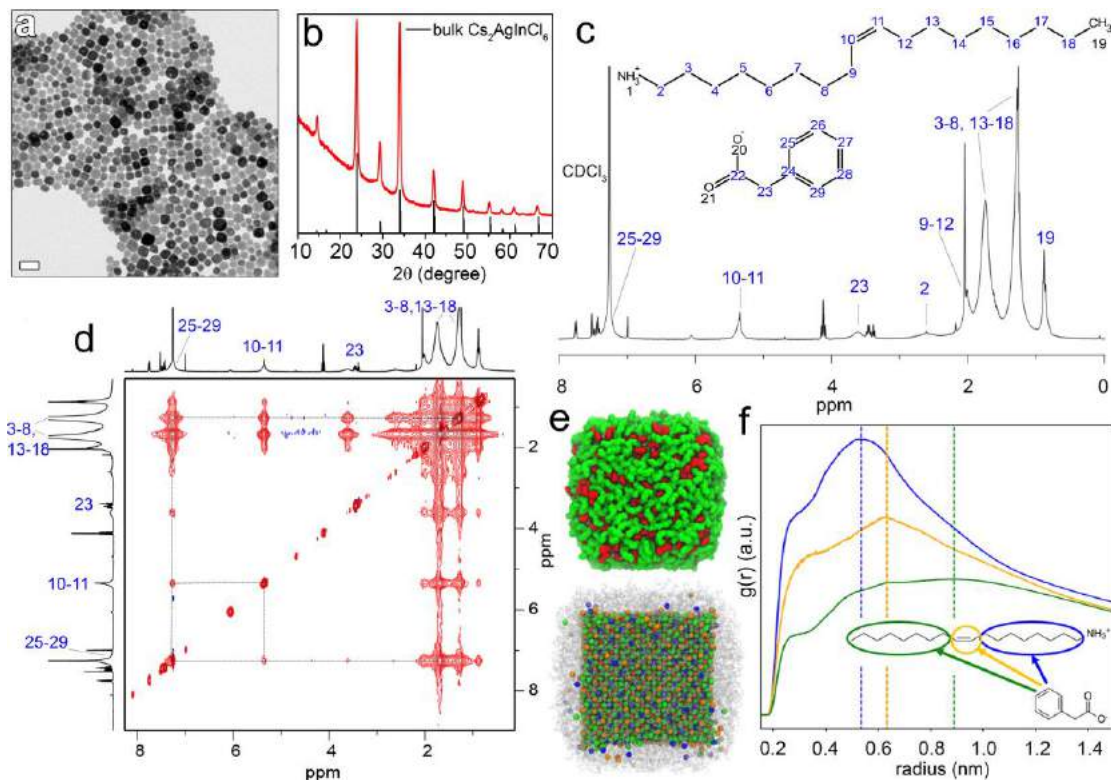 a
b
bulk Cs2AgInCl6
10 20 30 40 50 60 70
2θ (degree)
c
NH3+
1
2
3
4
5
6
7
8
9
10
11
12
13
14
15
16
17
18
CH3
19
O-
20
O
21
22
23
24
25
26
27
28
29
CDCl3
25-29
10-11
23
2
9-12
3-8, 13-18
19
8 6 4 2 0
ppm
d
25-29
10-11
23
3-8,13-18
3-8,
13-18
23
10-11
25-29
2
4
6
8
ppm
8 6 4 2
ppm
e
f
g(r) (a.u.)
NH3+
O
O-
0.2 0.4 0.6 0.8 1.0 1.2 1.4
radius (nm)